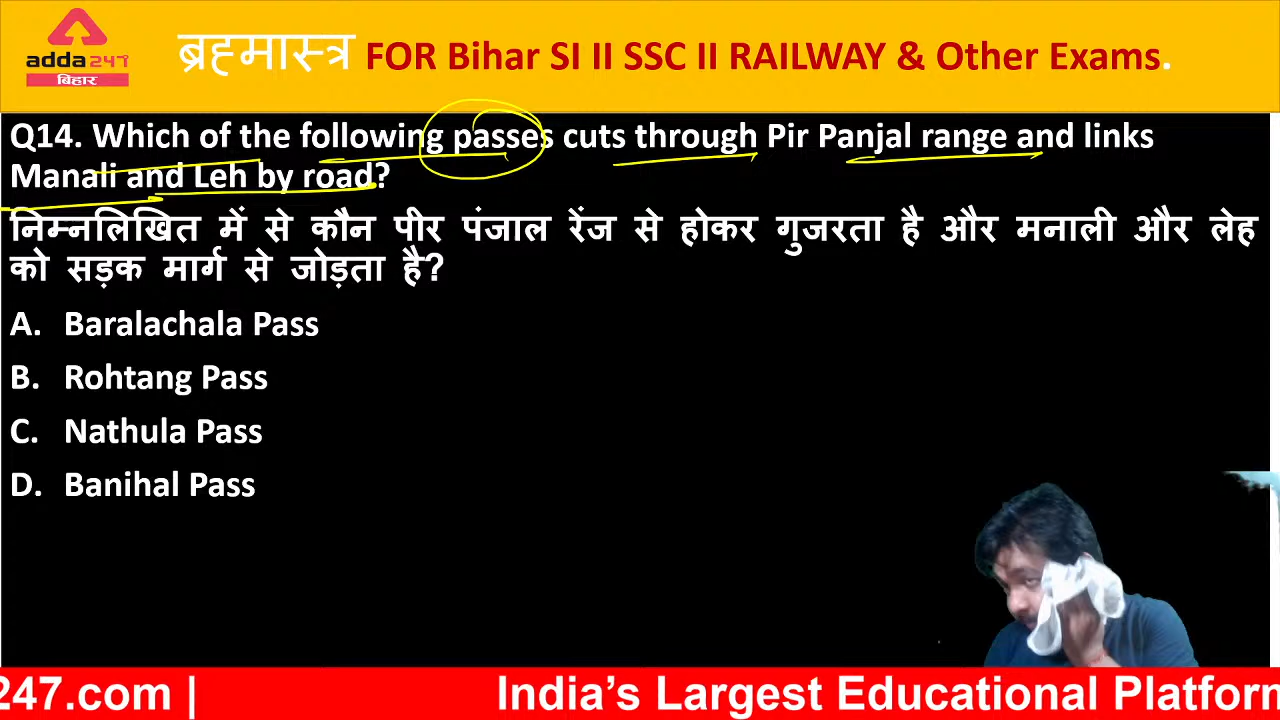 adda247
बिहार
ब्रह्मास्त्र FOR Bihar SI II SSC II RAILWAY & Other Exams.
Q14. Which of the following passes cuts through Pir Panjal range and links
Manali and Leh by road?
निम्नलिखित में से कौन पीर पंजाल रेंज से होकर गुजरता है और मनाली और लेह
को सड़क मार्ग से जोड़ता है?
A. Baralachala Pass
B. Rohtang Pass
C. Nathula Pass
D. Banihal Pass
247.com | India's Largest Educational Platform